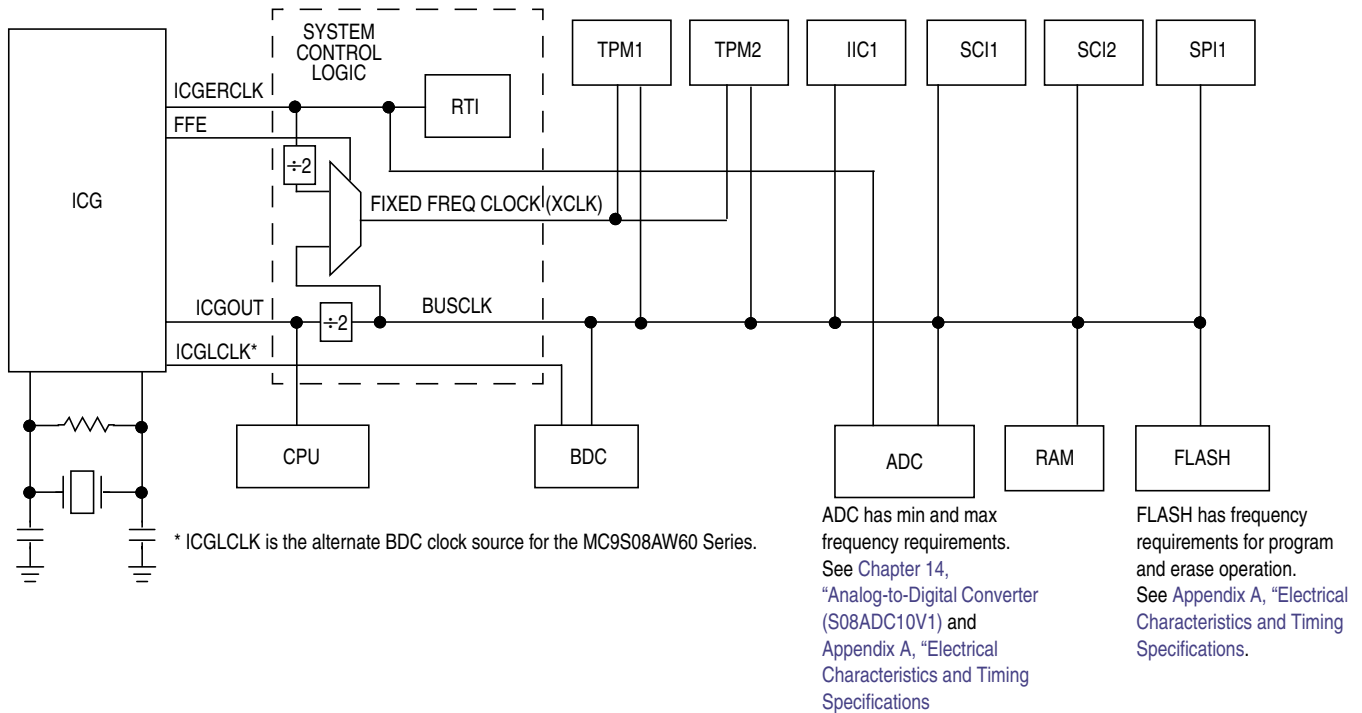 SYSTEM
CONTROL
LOGIC
TPM1
TPM2
IIC1
SCI1
SCI2
SPI1
ICGERCLK
RTI
FFE
÷2
ICG
FIXED FREQ CLOCK (XCLK)
ICGOUT
÷2
BUSCLK
ICGLCLK*
CPU
BDC
ADC
RAM
FLASH
* ICGLCLK is the alternate BDC clock source for the MC9S08AW60 Series.
ADC has min and max
frequency requirements.
See Chapter 14,
“Analog-to-Digital Converter
(S08ADC10V1) and
Appendix A, “Electrical
Characteristics and Timing
Specifications
FLASH has frequency
requirements for program
and erase operation.
See Appendix A, “Electrical
Characteristics and Timing
Specifications.